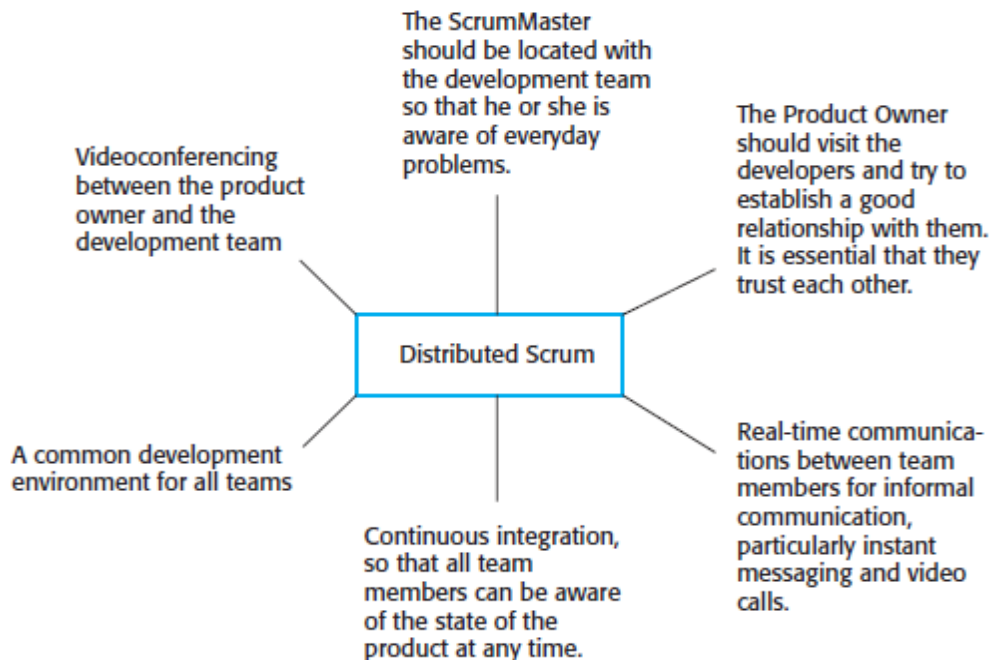 The ScrumMaster
should be located with
the development team
so that he or she is
aware of everyday
problems.
Videoconferencing
between the product
owner and the
development team
The Product Owner
should visit the
developers and try to
establish a good
relationship with them.
It is essential that they
trust each other.
Distributed Scrum
A common development
environment for all teams
Continuous integration,
so that all team
members can be aware
of the state of the
product at any time.
Real-time communica-
tions between team
members for informal
communication,
particularly instant
messaging and video
calls.